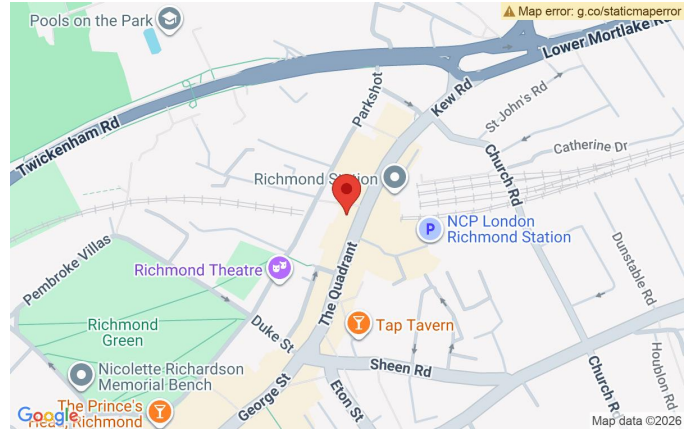 Pools on the Park
Map error: g.co/staticmaperror
Lower Mortlake Rd
Twickenham Rd
Parkshot
Kew Rd
St John's Rd
Catherine Dr
Church Rd
Richmond Station
NCP London
Richmond Station
Dunstable Rd
Pembroke Villas
Richmond Theatre
The Quadrant
Richmond
Green
Duke St
Tap Tavern
Houblon Rd
Nicolette Richardson
Memorial Bench
Sheen Rd
Church Rd
George St
Eton St
The Prince's
Head, Richmond
Google
Map data ©2026
P